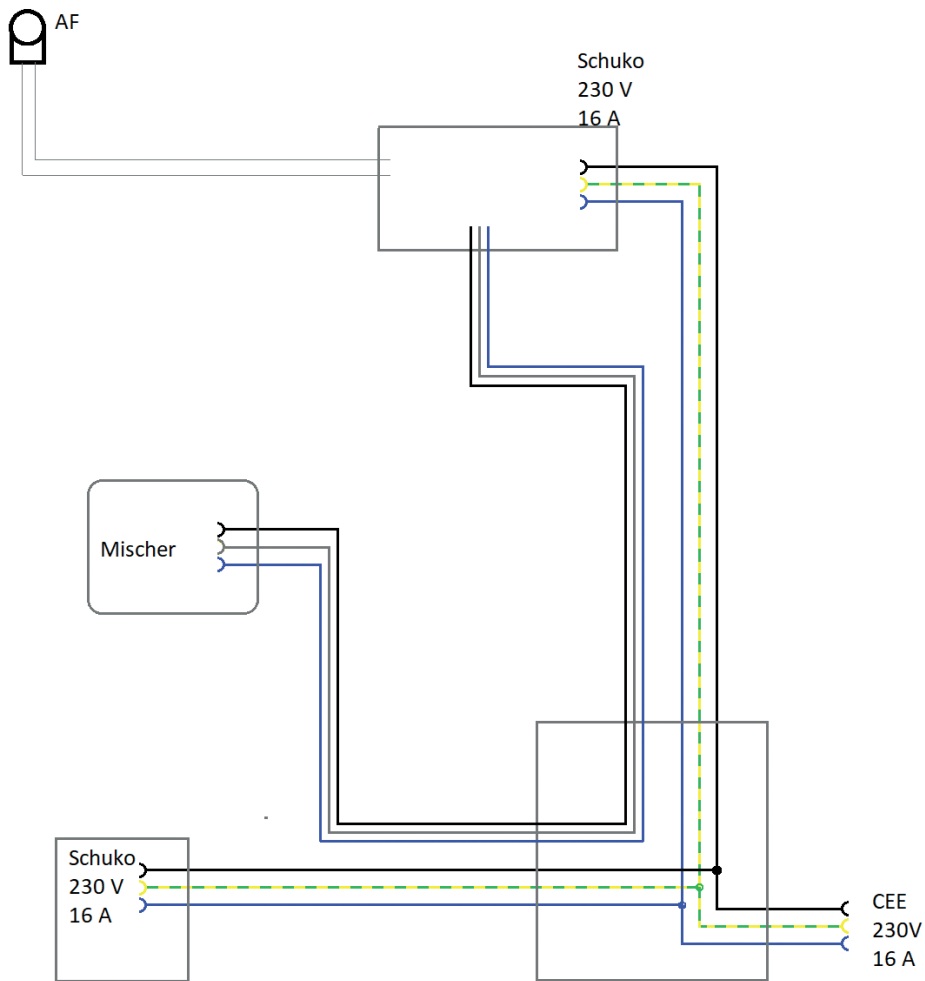 AF
Schuko
230 V
16 A
Mischer
Schuko
230 V
16 A
CEE
230V
16 A